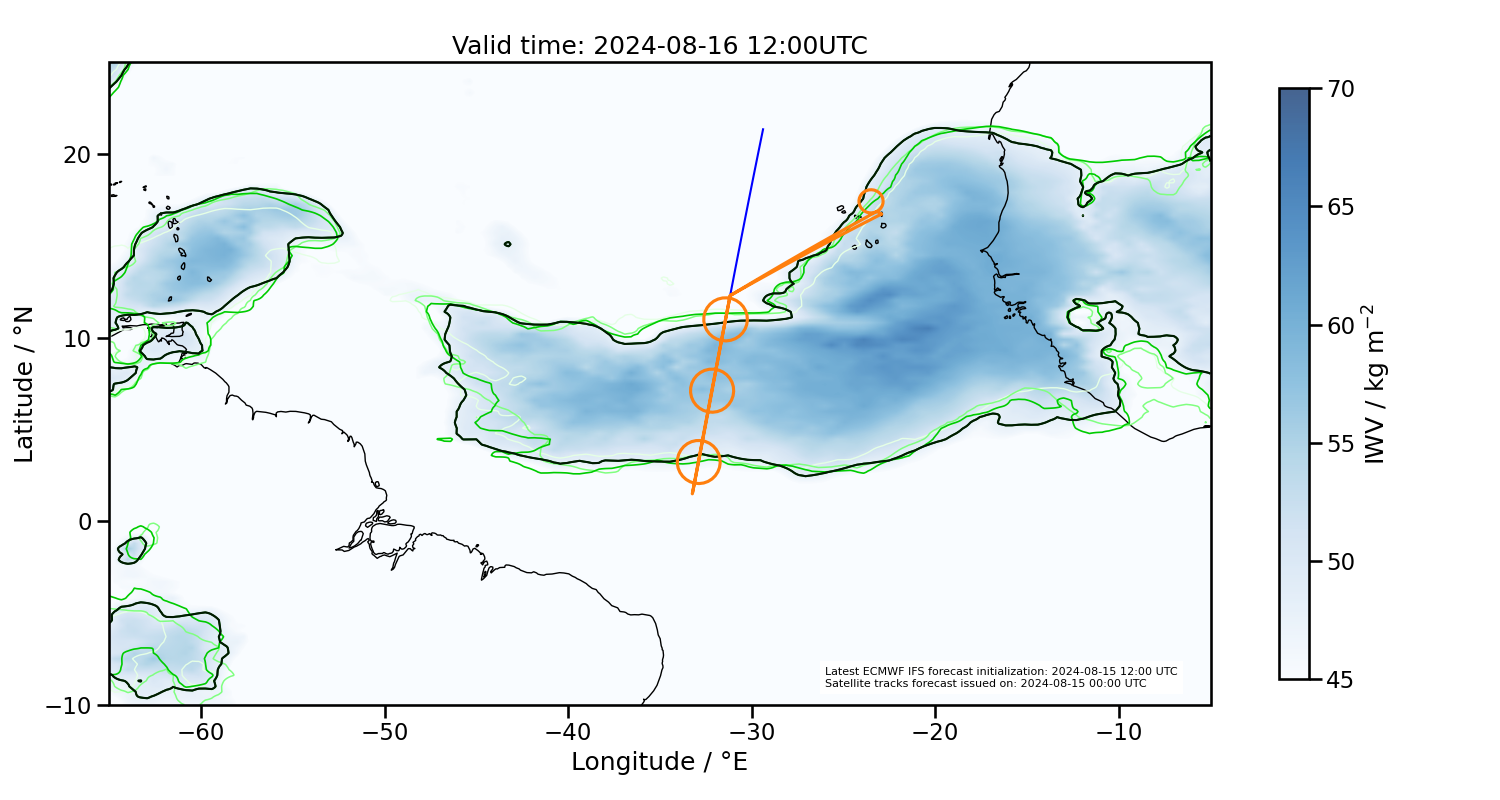 Valid time: 2024-08-16 12:00UTC
20
10
0
−10
Latitude / °N
−60
−50
−40
−30
−20
−10
Longitude / °E
Latest ECMWF IFS forecast initialization: 2024-08-15 12:00 UTC
Satellite tracks forecast issued on: 2024-08-15 00:00 UTC
70
65
60
55
50
45
IWV / kg m⁻²